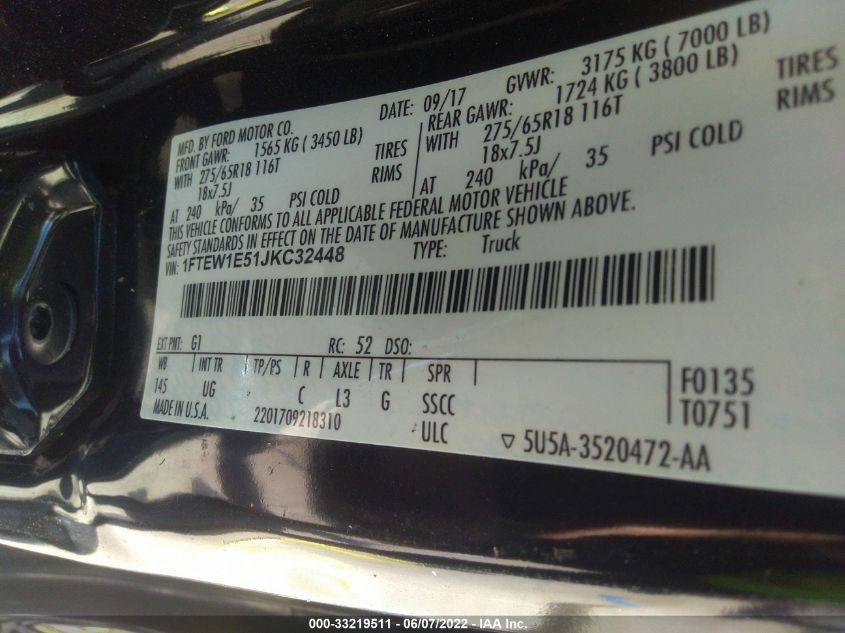 MFD. BY FORD MOTOR CO. DATE: 09/17 GVWR: 3175 KG ( 7000 LB)
FRONT GAWR: 1565 KG ( 3450 LB) REAR GAWR: 1724 KG ( 3800 LB)
WITH 275/65R18 116T TIRES WITH 275/65R18 116T TIRES
18x7.5J RIMS 18x7.5J RIMS
AT 240 kPa/ 35 PSI COLD AT 240 kPa/ 35 PSI COLD
THIS VEHICLE CONFORMS TO ALL APPLICABLE FEDERAL MOTOR VEHICLE
SAFETY STANDARDS IN EFFECT ON THE DATE OF MANUFACTURE SHOWN ABOVE.
VIN: 1FTEW1E51JKC32448 TYPE: Truck
EXT PNT: G1 RC: 52 DSO:
WB INT TR TP/PS R AXLE TR SPR
145 UG C L3 G SSCC
F0135
T0751
MADE IN U.S.A. 2201709218310 ULC ▽ 5U5A-3520472-AA
000-33219511 - 06/07/2022 - IAA Inc.